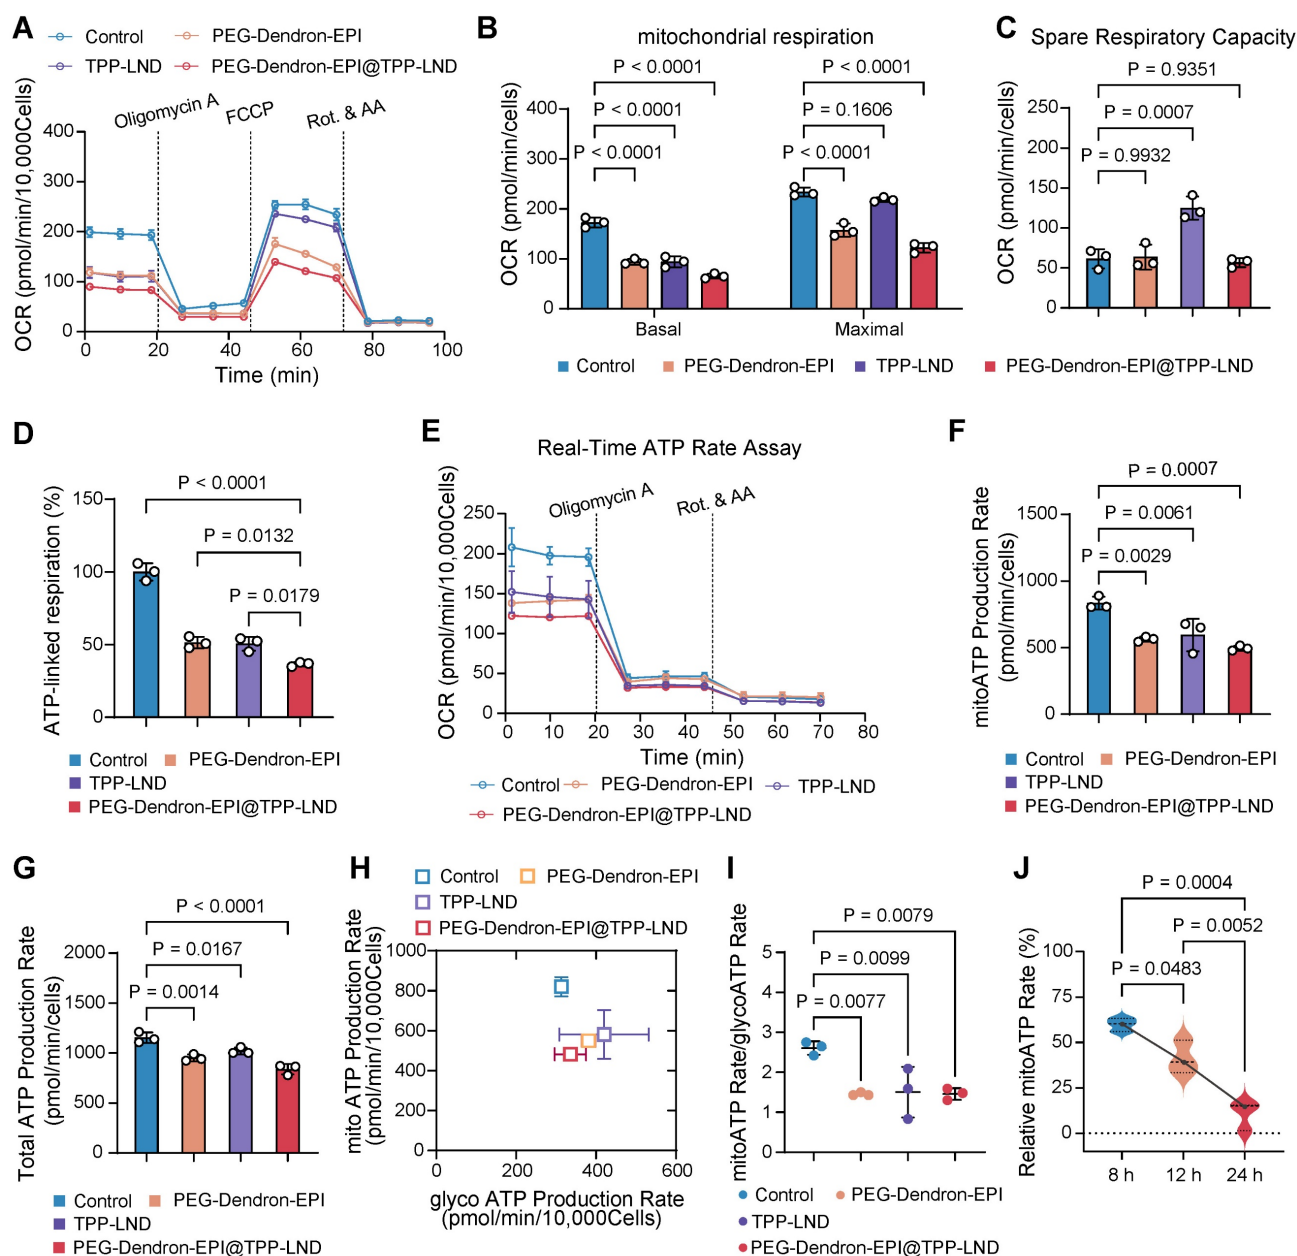 A
Control
PEG-Dendron-EPI
TPP-LND
PEG-Dendron-EPI@TPP-LND
Oligomycin A
FCCP
Rot. & AA
OCR (pmol/min/10,000Cells)
400
300
200
100
0
0 20 40 60 80 100
Time (min)
B
mitochondrial respiration
P < 0.0001
P < 0.0001
P < 0.0001
P < 0.0001
P = 0.1606
P < 0.0001
OCR (pmol/min/cells)
400
300
200
100
0
Basal
Maximal
Control
PEG-Dendron-EPI
TPP-LND
PEG-Dendron-EPI@TPP-LND
C
Spare Respiratory Capacity
P = 0.9351
P = 0.0007
P = 0.9932
OCR (pmol/min/cells)
250
200
150
100
50
0
D
P < 0.0001
P = 0.0132
P = 0.0179
ATP-linked respiration (%)
150
100
50
0
Control
PEG-Dendron-EPI
TPP-LND
PEG-Dendron-EPI@TPP-LND
E
Real-Time ATP Rate Assay
Oligomycin A
Rot. & AA
OCR (pmol/min/10,000Cells)
250
200
150
100
50
0
0 10 20 30 40 50 60 70 80
Time (min)
Control
PEG-Dendron-EPI
TPP-LND
PEG-Dendron-EPI@TPP-LND
F
P = 0.0007
P = 0.0061
P = 0.0029
mitoATP Production Rate
(pmol/min/cells)
1500
1000
500
0
Control
PEG-Dendron-EPI
TPP-LND
PEG-Dendron-EPI@TPP-LND
G
P < 0.0001
P = 0.0167
P = 0.0014
Total ATP Production Rate
(pmol/min/cells)
2000
1500
1000
500
0
Control
PEG-Dendron-EPI
TPP-LND
PEG-Dendron-EPI@TPP-LND
H
Control
PEG-Dendron-EPI
TPP-LND
PEG-Dendron-EPI@TPP-LND
mito ATP Production Rate
(pmol/min/10,000Cells)
1000
800
600
400
200
0
0 200 400 600
glyco ATP Production Rate
(pmol/min/10,000Cells)
I
P = 0.0079
P = 0.0099
P = 0.0077
mitoATP Rate/glycoATP Rate
5
4
3
2
1
0
Control
PEG-Dendron-EPI
TPP-LND
PEG-Dendron-EPI@TPP-LND
J
P = 0.0004
P = 0.0052
P = 0.0483
Relative mitoATP Rate (%)
100
75
50
25
0
8 h 12 h 24 h